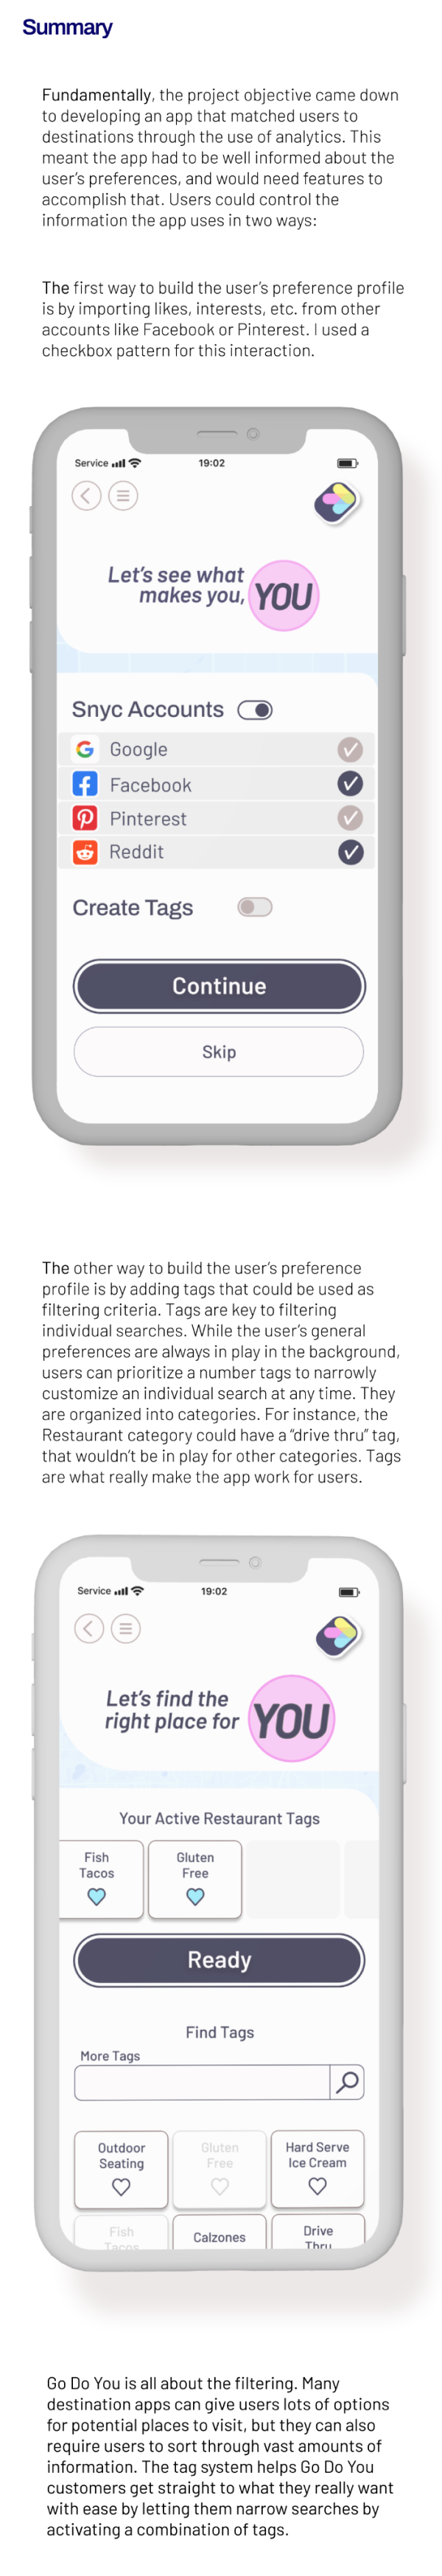 Summary
Fundamentally, the project objective came down
to developing an app that matched users to
destinations through the use of analytics. This
meant the app had to be well informed about the
user's preferences, and would need features to
accomplish that. Users could control the
information the app uses in two ways:
The first way to build the user's preference profile
is by importing likes, interests, etc. from other
accounts like Facebook or Pinterest. I used a
checkbox pattern for this interaction.
Service 19:02
Let's see what
makes you, YOU
Snyc Accounts
Google
Facebook
Pinterest
Reddit
Create Tags
Continue
Skip
The other way to build the user's preference
profile is by adding tags that could be used as
filtering criteria. Tags are key to filtering
individual searches. While the user's general
preferences are always in play in the background,
users can prioritize a number tags to narrowly
customize an individual search at any time. They
are organized into categories. For instance, the
Restaurant category could have a "drive thru" tag,
that wouldn't be in play for other categories. Tags
are what really make the app work for users.
Service 19:02
Let's find the
right place for YOU
Your Active Restaurant Tags
Fish
Tacos
Gluten
Free
Ready
Find Tags
More Tags
Outdoor
Seating
Gluten
Free
Hard Serve
Ice Cream
Fish
Tacos
Calzones
Drive
Thru
Go Do You is all about the filtering. Many
destination apps can give users lots of options
for potential places to visit, but they can also
require users to sort through vast amounts of
information. The tag system helps Go Do You
customers get straight to what they really want
with ease by letting them narrow searches by
activating a combination of tags.